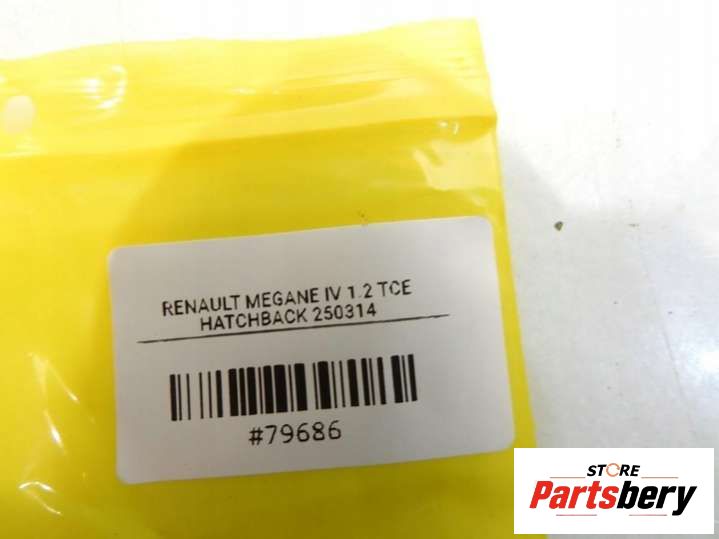 RENAULT MEGANE IV 1.2 TCE
HATCHBACK 250314
#79686
STORE
Partsbery